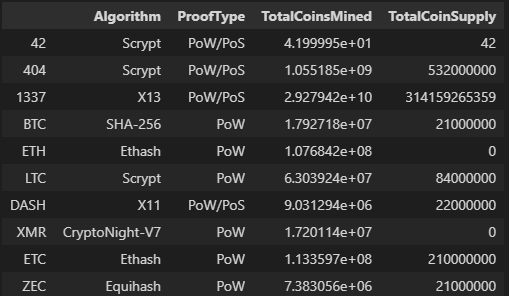 Algorithm ProofType TotalCoinsMined TotalCoinSupply
42 Scrypt PoW/PoS 4.199995e+01 42
404 Scrypt PoW/PoS 1.055185e+09 532000000
1337 X13 PoW/PoS 2.927942e+10 314159265359
BTC SHA-256 PoW 1.792718e+07 21000000
ETH Ethash PoW 1.076842e+08 0
LTC Scrypt PoW 6.303924e+07 84000000
DASH X11 PoW/PoS 9.031294e+06 22000000
XMR CryptoNight-V7 PoW 1.720114e+07 0
ETC Ethash PoW 1.133597e+08 210000000
ZEC Equihash PoW 7.383056e+06 21000000